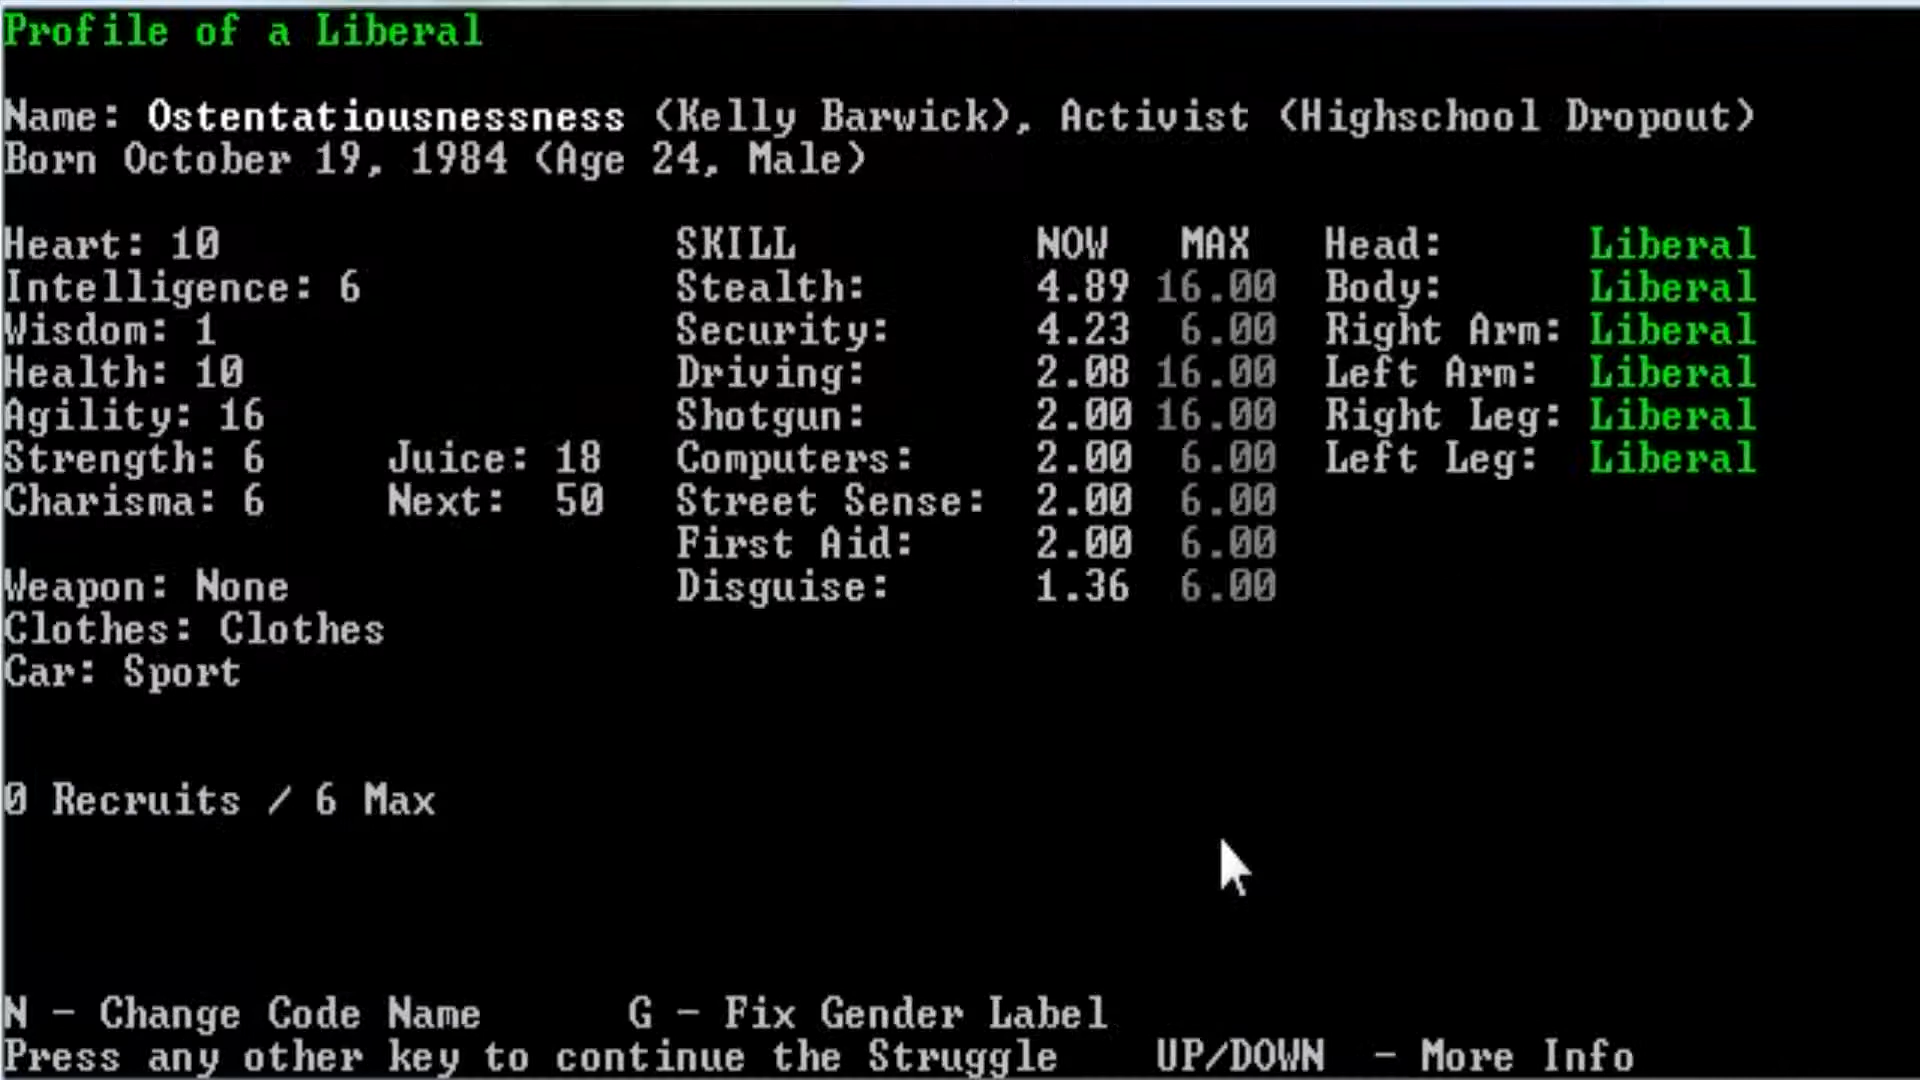 Profile of a Liberal
Name: Ostentatiousnessness (Kelly Barwick), Activist (Highschool Dropout)
Born October 19, 1984 (Age 24, Male)
Heart: 10 SKILL NOW MAX Head: Liberal
Intelligence: 6 Stealth: 4.89 16.00 Body: Liberal
Wisdom: 1 Security: 4.23 6.00 Right Arm: Liberal
Health: 10 Driving: 2.08 16.00 Left Arm: Liberal
Agility: 16 Shotgun: 2.00 16.00 Right Leg: Liberal
Strength: 6 Juice: 18 Computers: 2.00 6.00 Left Leg: Liberal
Charisma: 6 Next: 50 Street Sense: 2.00 6.00
First Aid: 2.00 6.00
Weapon: None Disguise: 1.36 6.00
Clothes: Clothes
Car: Sport
0 Recruits / 6 Max
N - Change Code Name G - Fix Gender Label
Press any other key to continue the Struggle UP/DOWN - More Info